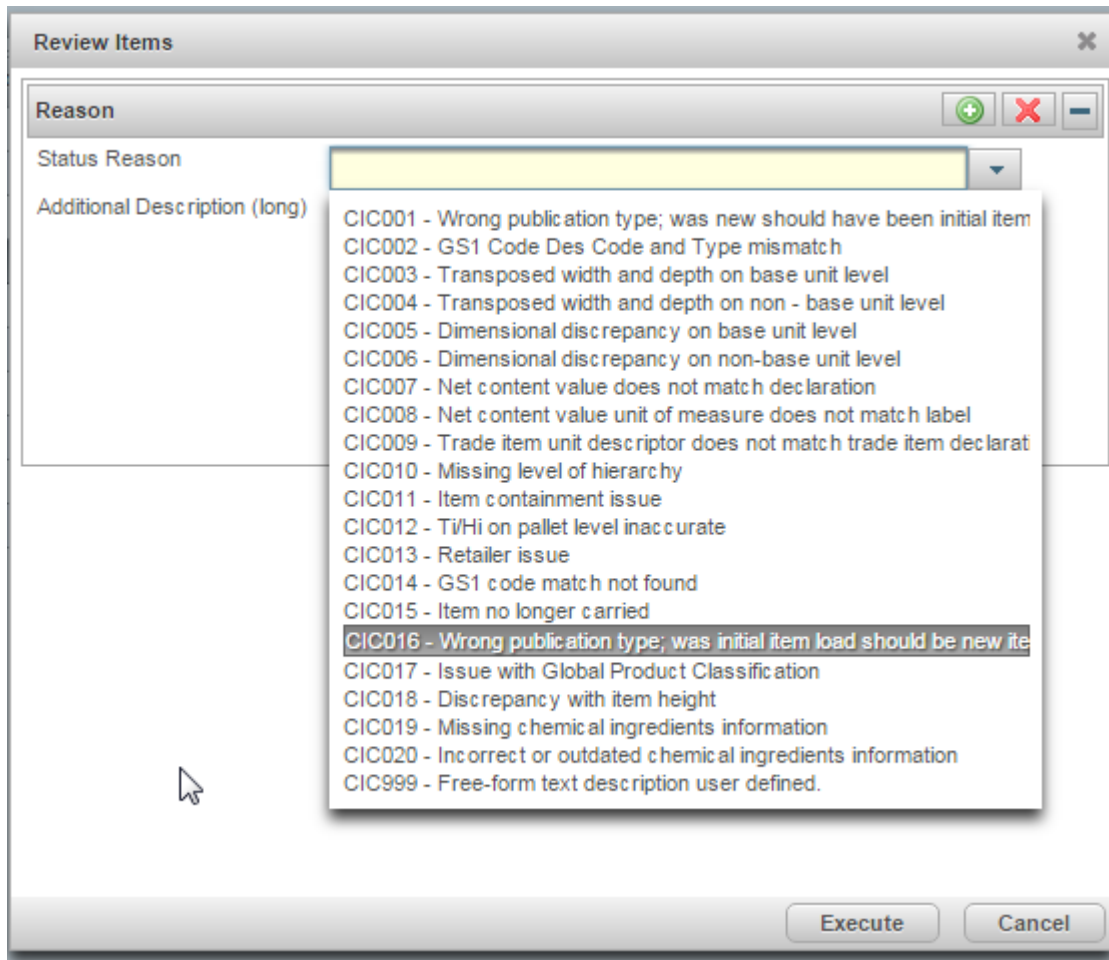 Review Items
Reason
Status Reason
Additional Description (long)
CIC001 - Wrong publication type; was new should have been initial item
CIC002 - GS1 Code Des Code and Type mismatch
CIC003 - Transposed width and depth on base unit level
CIC004 - Transposed width and depth on non - base unit level
CIC005 - Dimensional discrepancy on base unit level
CIC006 - Dimensional discrepancy on non-base unit level
CIC007 - Net content value does not match declaration
CIC008 - Net content value unit of measure does not match label
CIC009 - Trade item unit descriptor does not match trade item declarati
CIC010 - Missing level of hierarchy
CIC011 - Item containment issue
CIC012 - Ti/Hi on pallet level inaccurate
CIC013 - Retailer issue
CIC014 - GS1 code match not found
CIC015 - Item no longer carried
CIC016 - Wrong publication type; was initial item load should be new ite
CIC017 - Issue with Global Product Classification
CIC018 - Discrepancy with item height
CIC019 - Missing chemical ingredients information
CIC020 - Incorrect or outdated chemical ingredients information
CIC999 - Free-form text description user defined.
Execute Cancel